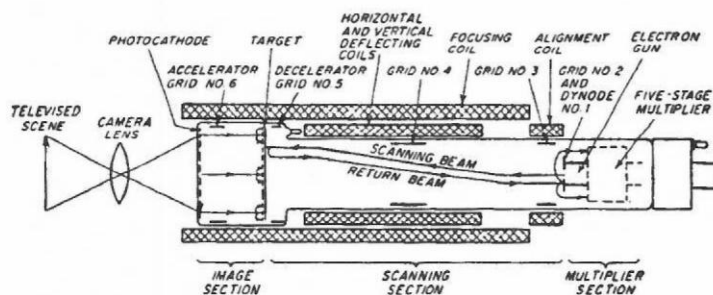 HORIZONTAL
AND VERTICAL
DEFLECTING
COILS
FOCUSING
COIL
ALIGNMENT
COIL
ELECTRON
GUN
PHOTOCATHODE
TARGET
ACCELERATOR
GRID NO. 6
DECELERATOR
GRID NO. 5
GRID NO. 4
GRID NO. 3
GRID NO. 2
AND
DYNODE
NO. 1
FIVE-STAGE
MULTIPLIER
TELEVISED
SCENE
CAMERA
LENS
SCANNING BEAM
RETURN BEAM
IMAGE
SECTION
SCANNING
SECTION
MULTIPLIER
SECTION